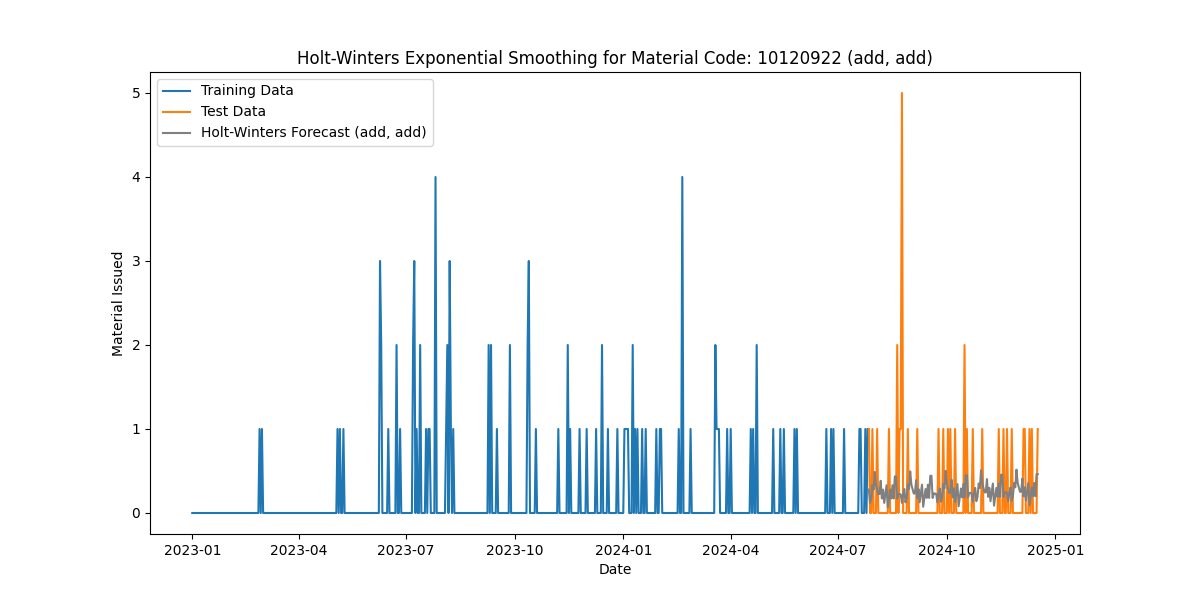 Holt-Winters Exponential Smoothing for Material Code: 10120922 (add, add)
Training Data
Test Data
Holt-Winters Forecast (add, add)
5
4
3
2
1
0
Material Issued
2023-01 2023-04 2023-07 2023-10 2024-01 2024-04 2024-07 2024-10 2025-01
Date